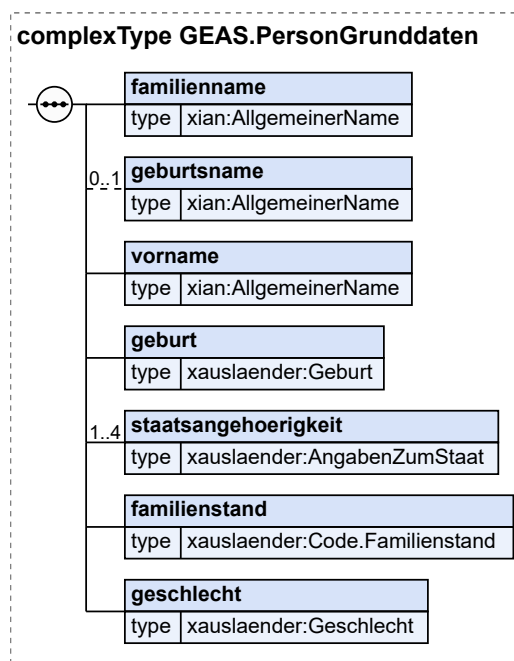 complexType GEAS.PersonGrunddaten
familienname
type xian:AllgemeinerName
0..1 geburtsname
type xian:AllgemeinerName
vorname
type xian:AllgemeinerName
geburt
type xauslaender:Geburt
1..4 staatsangehoerigkeit
type xauslaender:AngabenZumStaat
familienstand
type xauslaender:Code.Familienstand
geschlecht
type xauslaender:Geschlecht